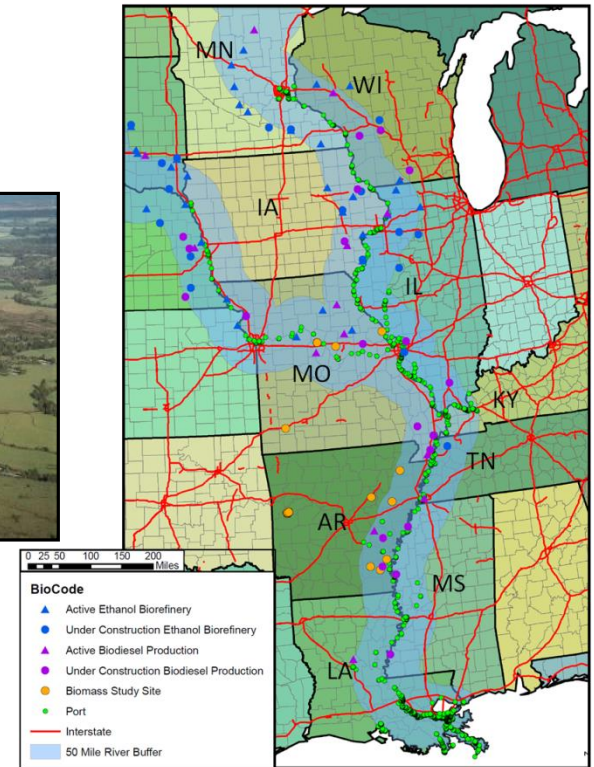 MN
WI
IA
IL
MO
KY
TN
AR
MS
LA
0 25 50 100 150 200
Miles
BioCode
Active Ethanol Biorefinery
Under Construction Ethanol Biorefinery
Active Biodiesel Production
Under Construction Biodiesel Production
Biomass Study Site
Port
Interstate
50 Mile River Buffer